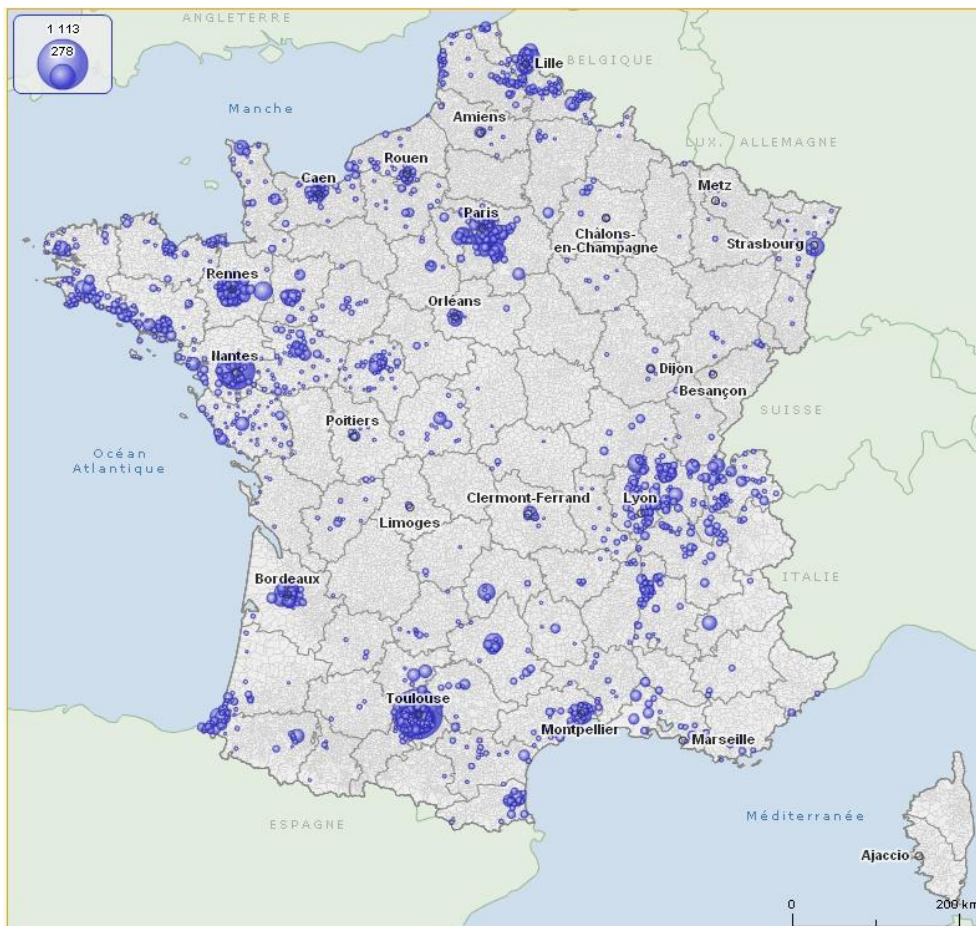 ANGLETERRE
1 113
278
Lille
BELGIQUE
Manche
Amiens
LUX.
ALLEMAGNE
Rouen
Caen
Metz
Paris
Châlons-
en-Champagne
Strasbourg
Rennes
Orléans
Nantes
Dijon
Besançon
SUISSE
Poitiers
Océan
Atlantique
Clermont-Ferrand
Lyon
Limoges
Bordeaux
ITALIE
Toulouse
Montpellier
Marseille
ESPAGNE
Méditerranée
Ajaccio
0
200 km